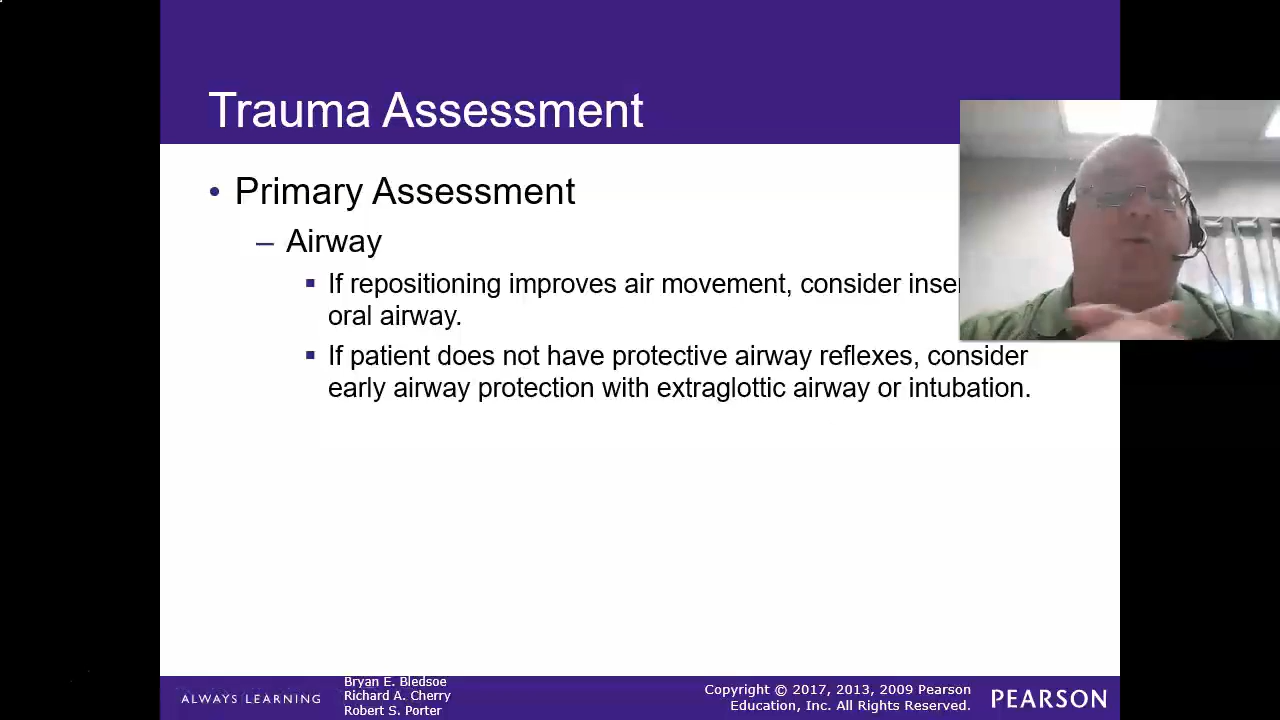 Trauma Assessment
• Primary Assessment
– Airway
▪ If repositioning improves air movement, consider
oral airway.
▪ If patient does not have protective airway reflexes, consider
early airway protection with extraglottic airway or intubation.
ALWAYS LEARNING
Bryan E. Bledsoe
Richard A. Cherry
Robert S. Porter
Copyright © 2017, 2013, 2009 Pearson
Education, Inc. All Rights Reserved.
PEARSON